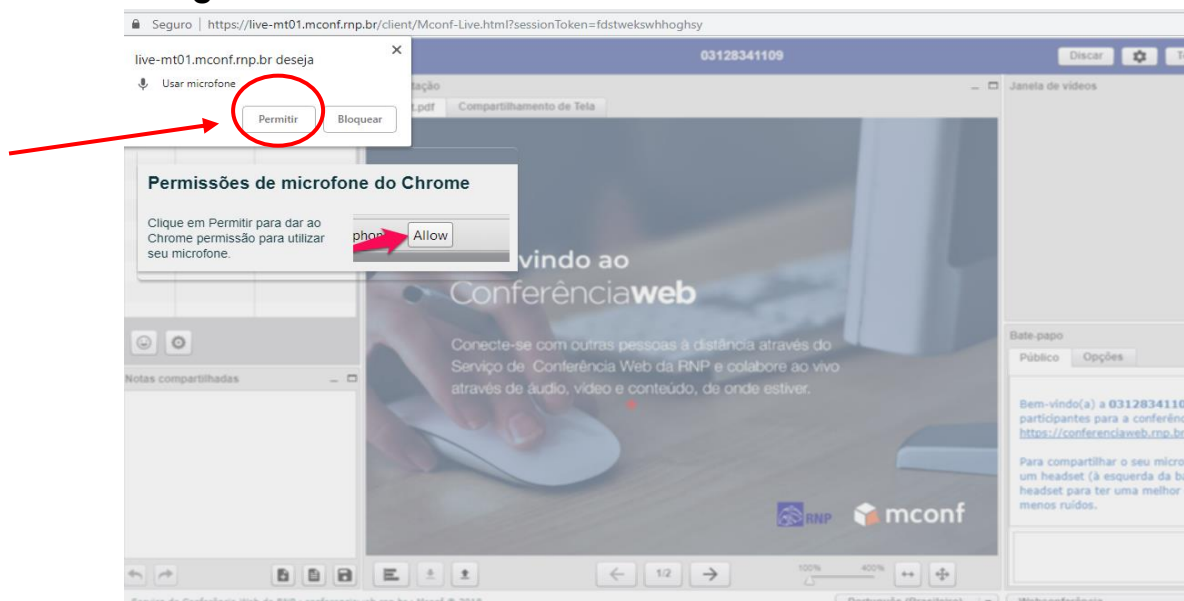 Seguro | https://live-mt01.mconf.rnp.br/client/Mconf-Live.html?sessionToken=fdstwekswhhoghsy
live-mt01.mconf.rnp.br deseja
Usar microfone
Permitir Bloquear
03128341109
Discar
.pdf Compartilhamento de Tela
Janela de vídeos
Permissões de microfone do Chrome
Clique em Permitir para dar ao
Chrome permissão para utilizar
seu microfone.
Allow
vindo ao
Conferênciaweb
Conecte-se com outras pessoas à distância através do
Serviço de Conferência Web da RNP e colabore ao vivo
através de áudio, vídeo e conteúdo, de onde estiver.
RNP mconf
Notas compartilhadas
Bate-papo
Público Opções
Bem-vindo(a) a 0312834110
participantes para a conferênc
https://conferenciaweb.rnp.br
Para compartilhar o seu micro
um headset (à esquerda da ba
headset para ter uma melhor
menos ruídos.
1/2
100% 400%